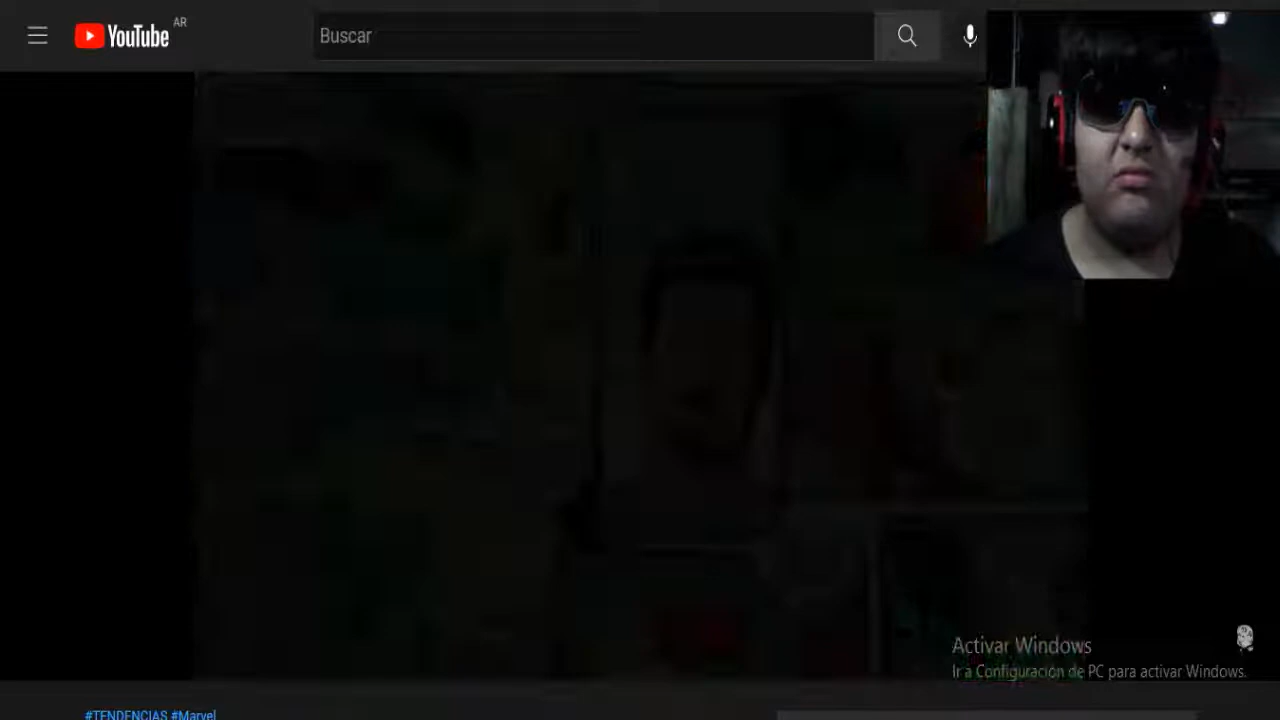 YouTube
AR
Buscar
Activar Windows
Ir a Configuración de PC para activar Windows.
#TENDENCIAS #Marvel